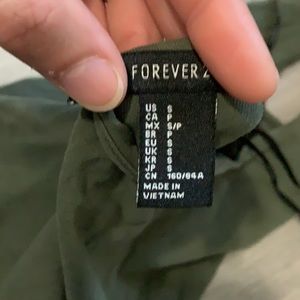 FOREVER 2
US S
CA P
MX S/P
BR P
EU S
UK S
KR S
JP S
CN 160/84A
MADE IN
VIETNAM